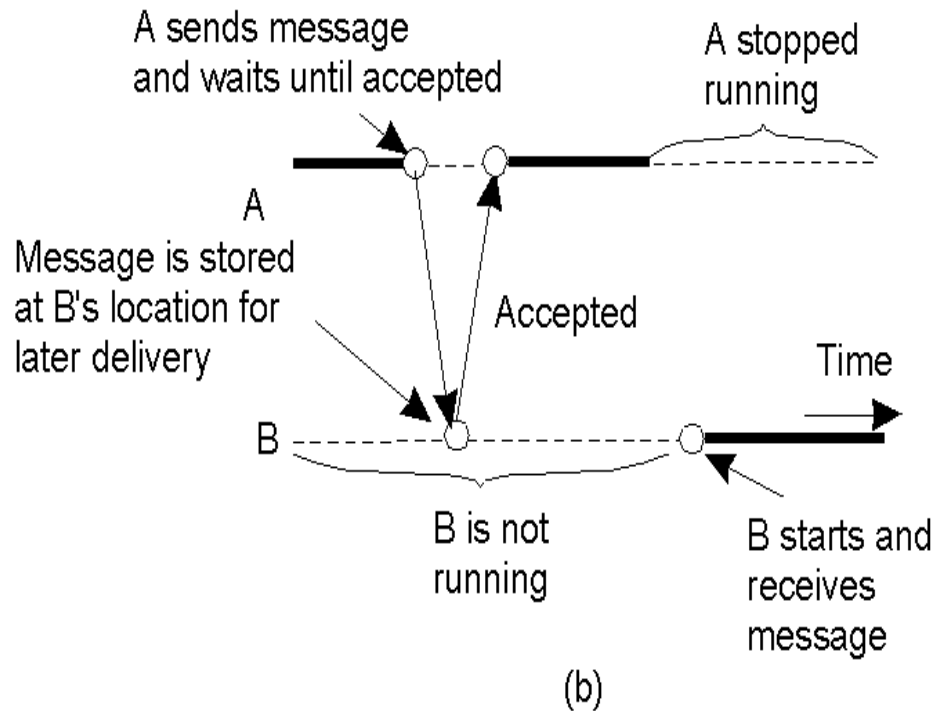 A sends message
and waits until accepted
A stopped
running
A
Message is stored
at B's location for
later delivery
Accepted
Time
B
B is not
running
B starts and
receives
message
(b)